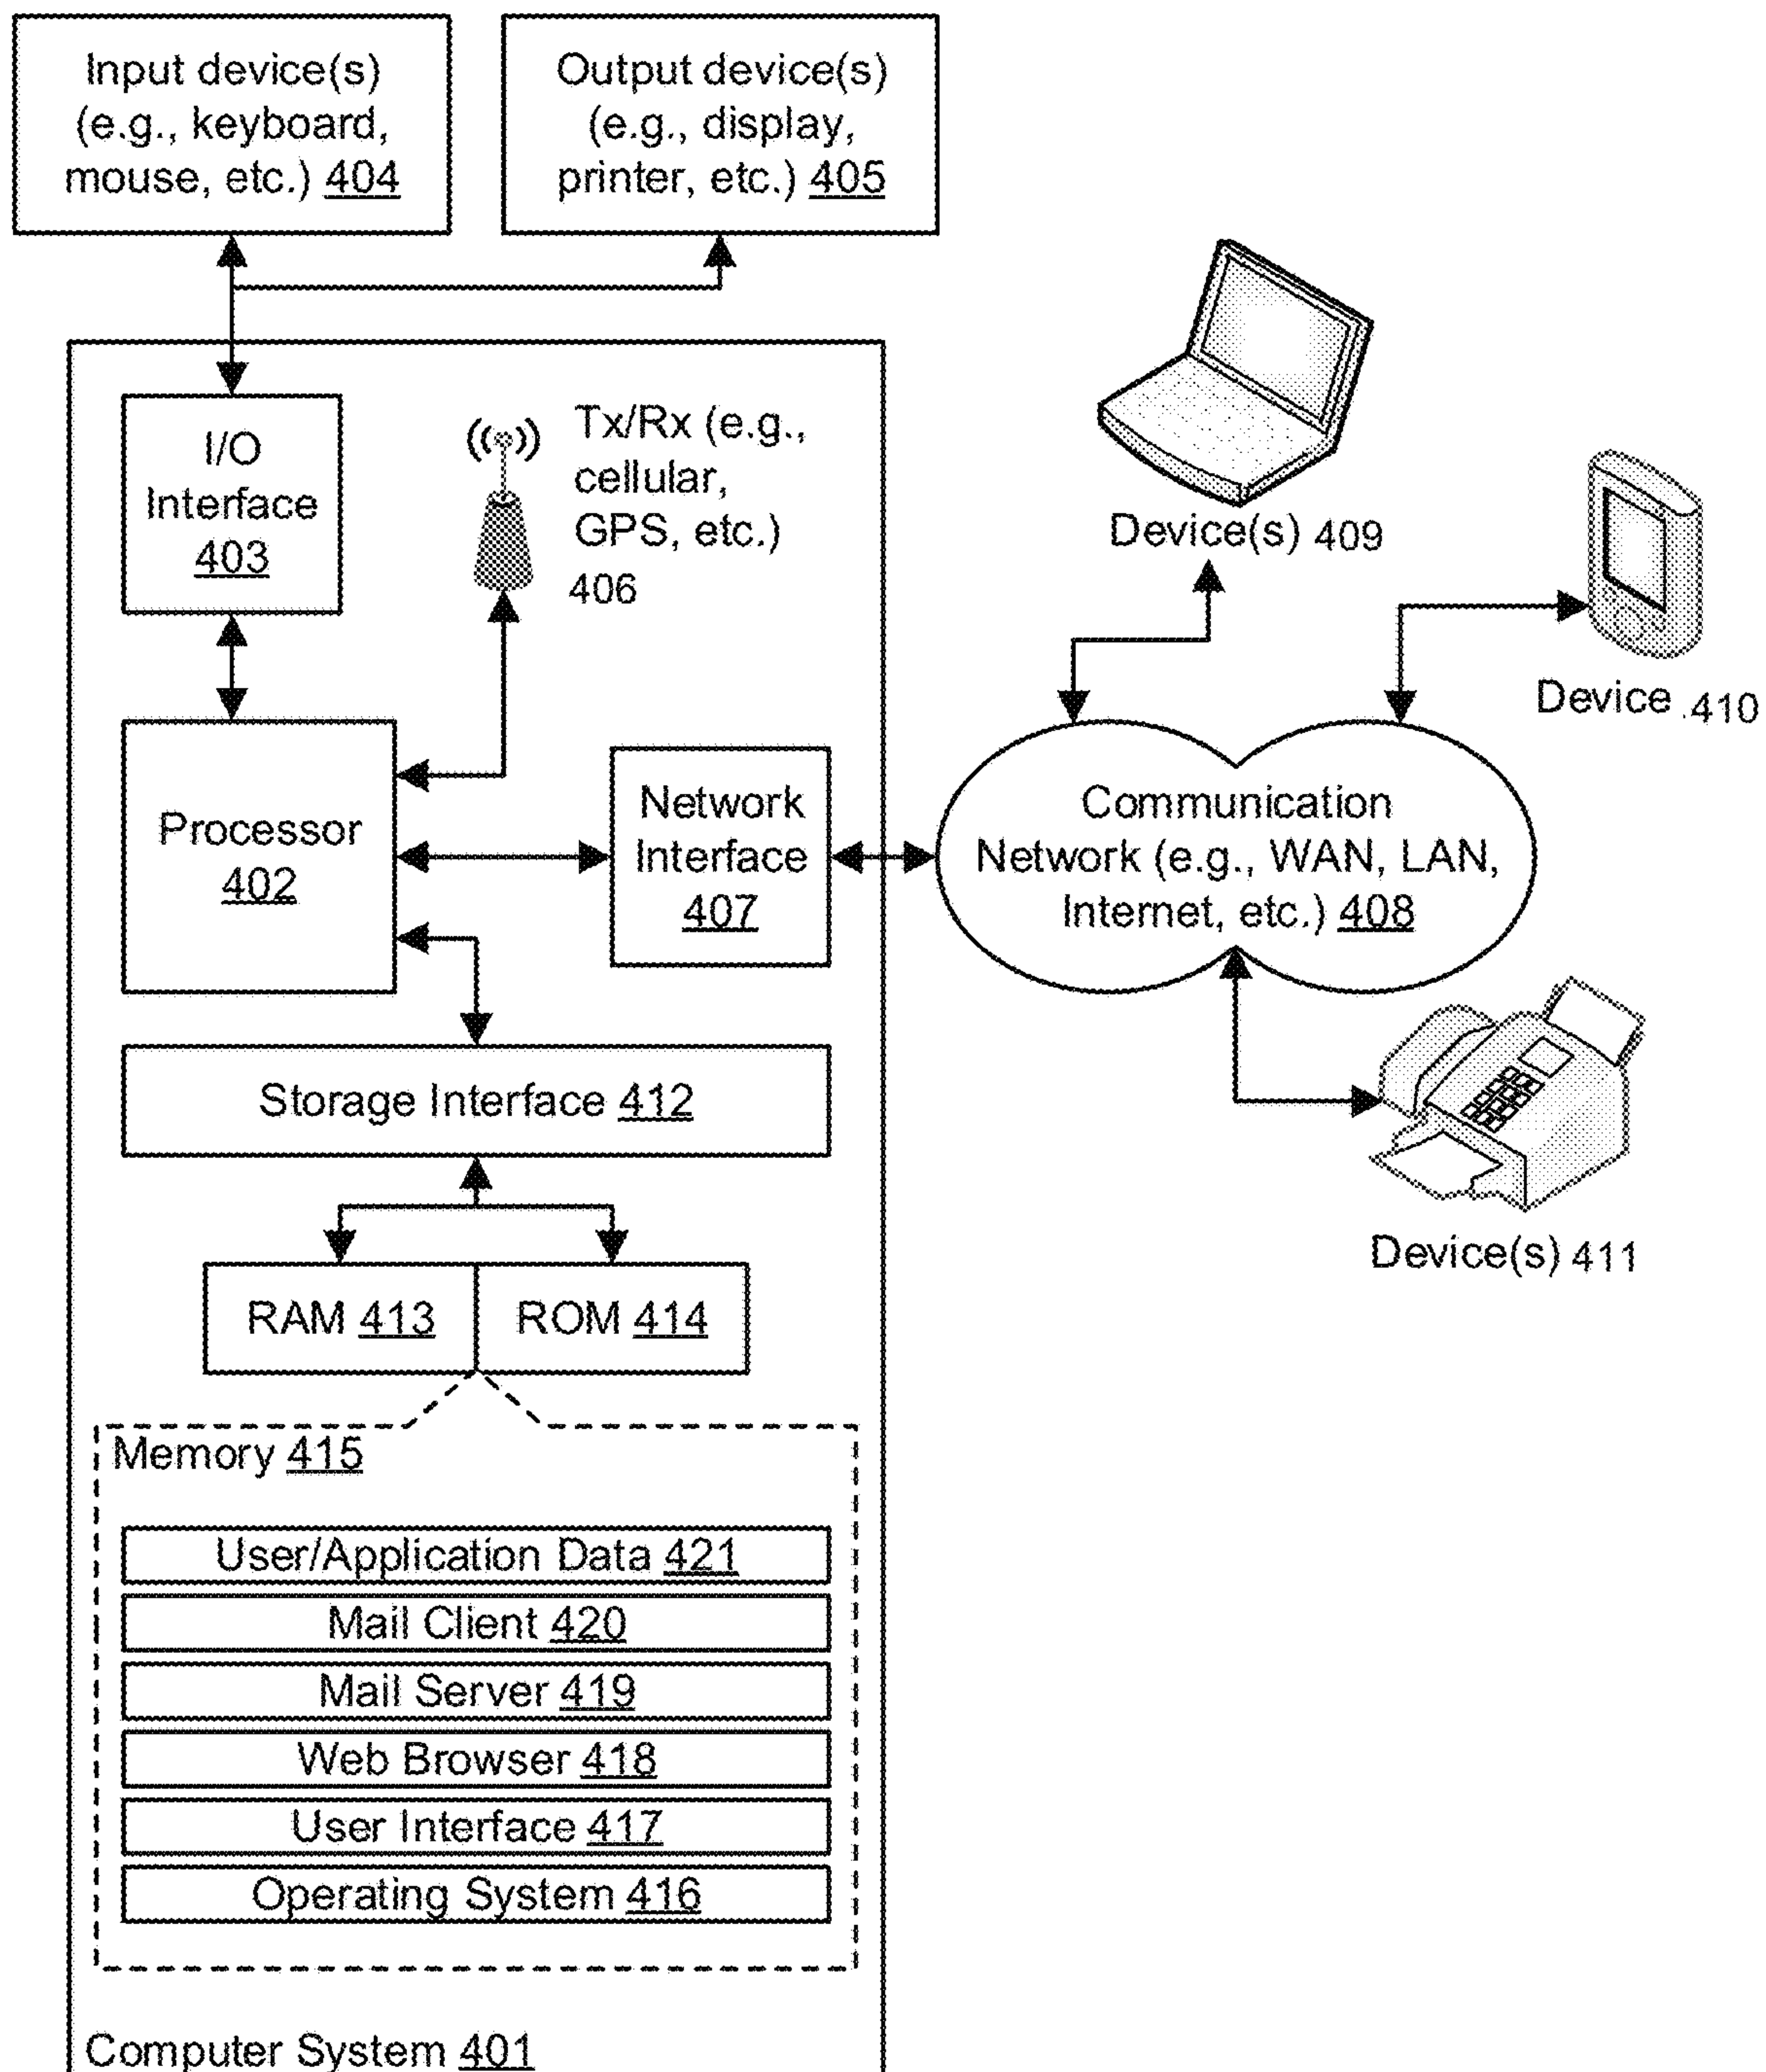 Input device(s)
(e.g., keyboard,
mouse, etc.) 404
Output device(s)
(e.g., display,
printer, etc.) 405
I/O
Interface
403
Tx/Rx (e.g.,
cellular,
GPS, etc.)
406
Device(s) 409
Device 410
Processor
402
Network
Interface
407
Communication
Network (e.g., WAN, LAN,
Internet, etc.) 408
Storage Interface 412
Device(s) 411
RAM 413
ROM 414
Memory 415
User/Application Data 421
Mail Client 420
Mail Server 419
Web Browser 418
User Interface 417
Operating System 416
Computer System 401